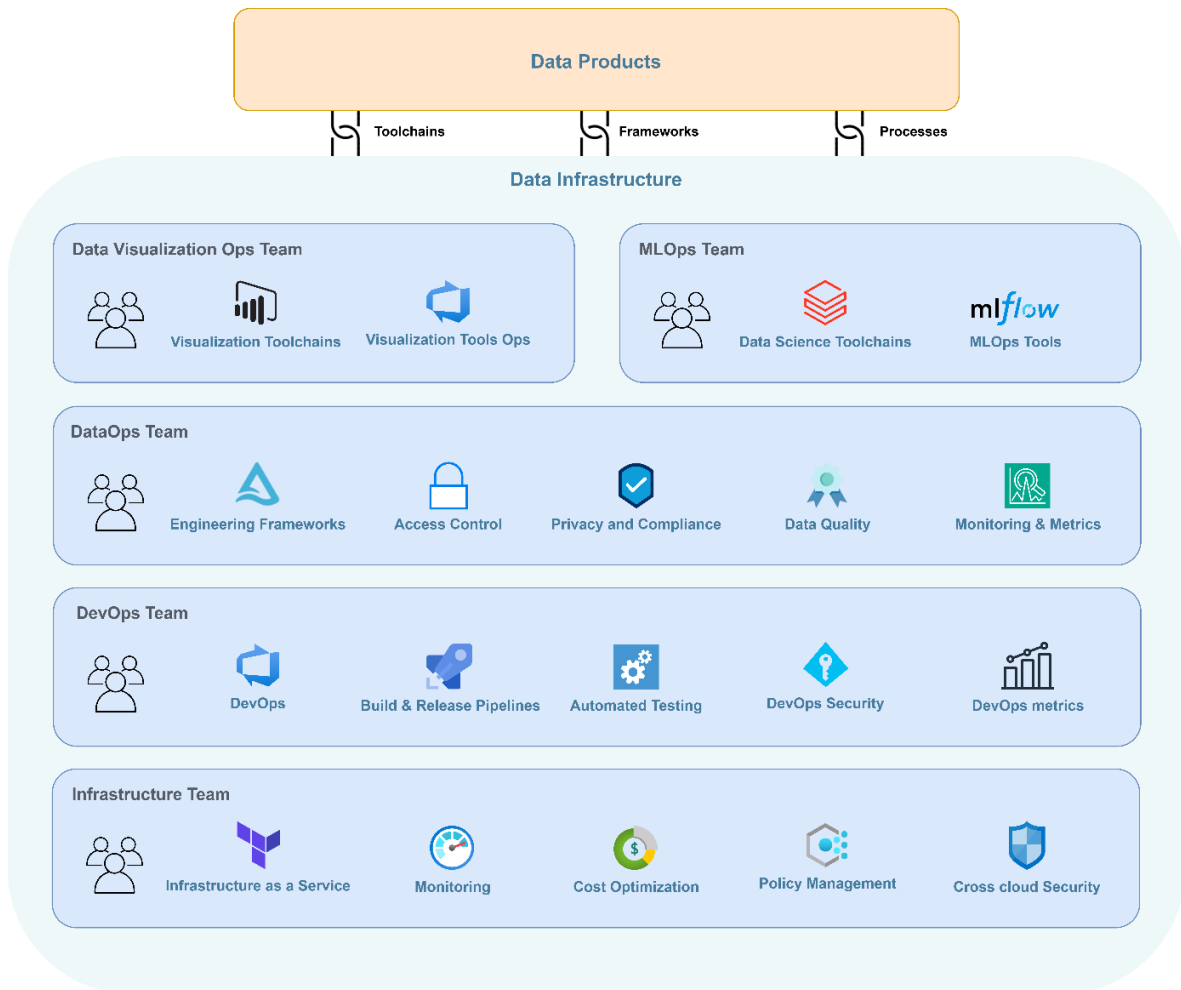 Data Products
Toolchains
Frameworks
Processes
Data Infrastructure
Data Visualization Ops Team
Visualization Toolchains
Visualization Tools Ops
MLOps Team
Data Science Toolchains
mlflow
MLOps Tools
DataOps Team
Engineering Frameworks
Access Control
Privacy and Compliance
Data Quality
Monitoring & Metrics
DevOps Team
DevOps
Build & Release Pipelines
Automated Testing
DevOps Security
DevOps metrics
Infrastructure Team
Infrastructure as a Service
Monitoring
$
Cost Optimization
Policy Management
Cross cloud Security